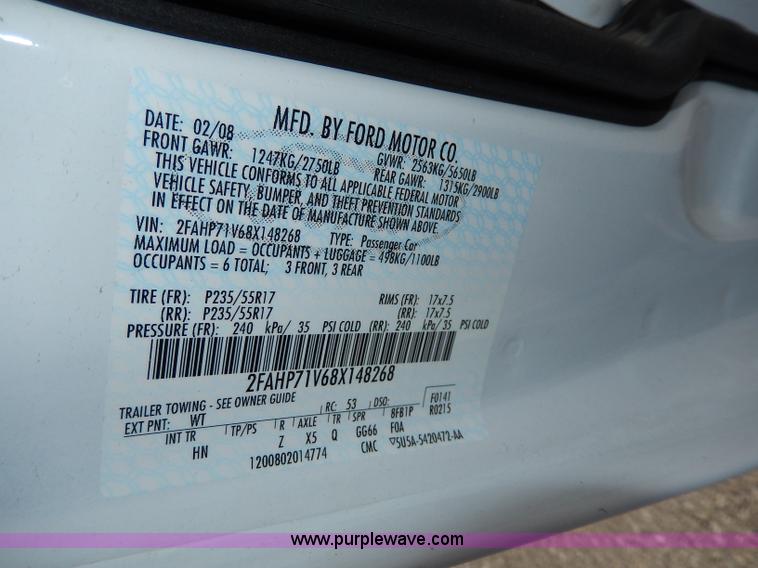 MFD. BY FORD MOTOR CO.
DATE: 02/08 GVWR: 2563KG/5650LB
FRONT GAWR: 1247KG/2750LB REAR GAWR: 1315KG/2900LB
THIS VEHICLE CONFORMS TO ALL APPLICABLE FEDERAL MOTOR
VEHICLE SAFETY, BUMPER, AND THEFT PREVENTION STANDARDS
IN EFFECT ON THE DATE OF MANUFACTURE SHOWN ABOVE.
VIN: 2FAHP71V68X148268 TYPE: Passenger Car
MAXIMUM LOAD = OCCUPANTS + LUGGAGE = 498KG/1100LB
OCCUPANTS = 6 TOTAL; 3 FRONT, 3 REAR
TIRE (FR): P235/55R17 RIMS (FR): 17x7.5
(RR): P235/55R17 (RR): 17x7.5
PRESSURE (FR): 240 kPa/ 35 PSI COLD (RR): 240 kPa/ 35 PSI COLD
2FAHP71V68X148268
TRAILER TOWING - SEE OWNER GUIDE F0141
EXT PNT: WT RC: 53 DSO: R0215
INT TR TP/PS R AXLE TR SPR 8FB1P
HN Z X5 Q GG66 F0A
1200802014774 CMC ▽5U5A-5420472-AA
www.purplewave.com